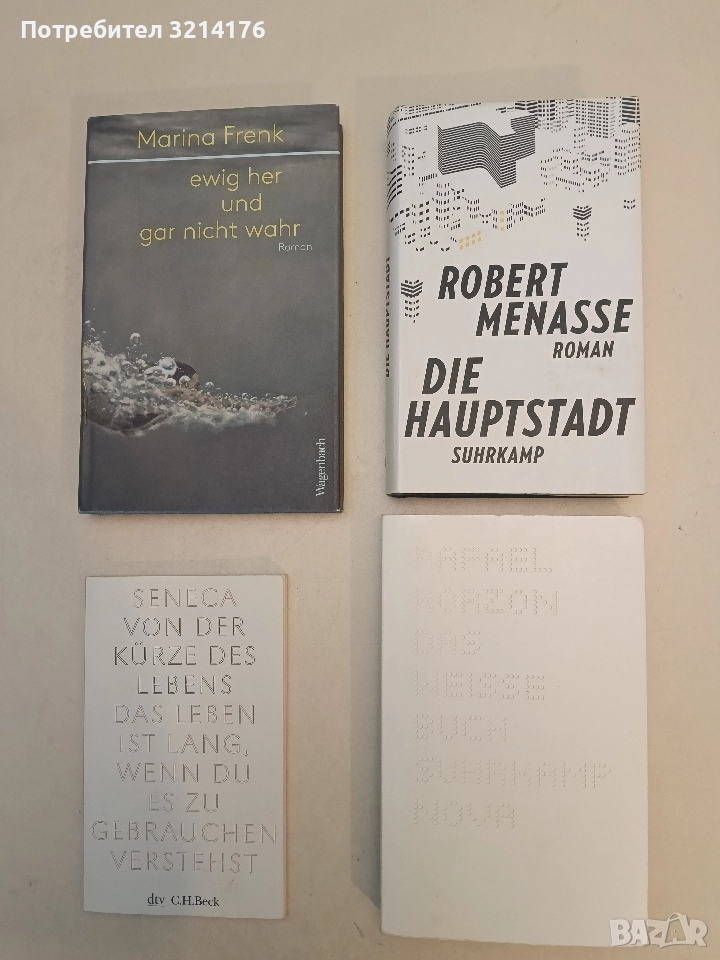 Потребител 3214176
Marina Frenk
ewig her
und
gar nicht wahr
Roman
Wagenbach
DIE HAUPTSTADT
ROBERT
MENASSE
ROMAN
DIE
HAUPTSTADT
SUHRKAMP
SENECA
VON DER
KÜRZE DES
LEBENS
DAS LEBEN
IST LANG,
WENN DU
ES ZU
GEBRAUCHEN
VERSTEHST
dtv C.H.Beck
RAFAEL
HORZON
DAS
WEISSE
BUCH
SUHRKAMP
NOVA
BAZAR